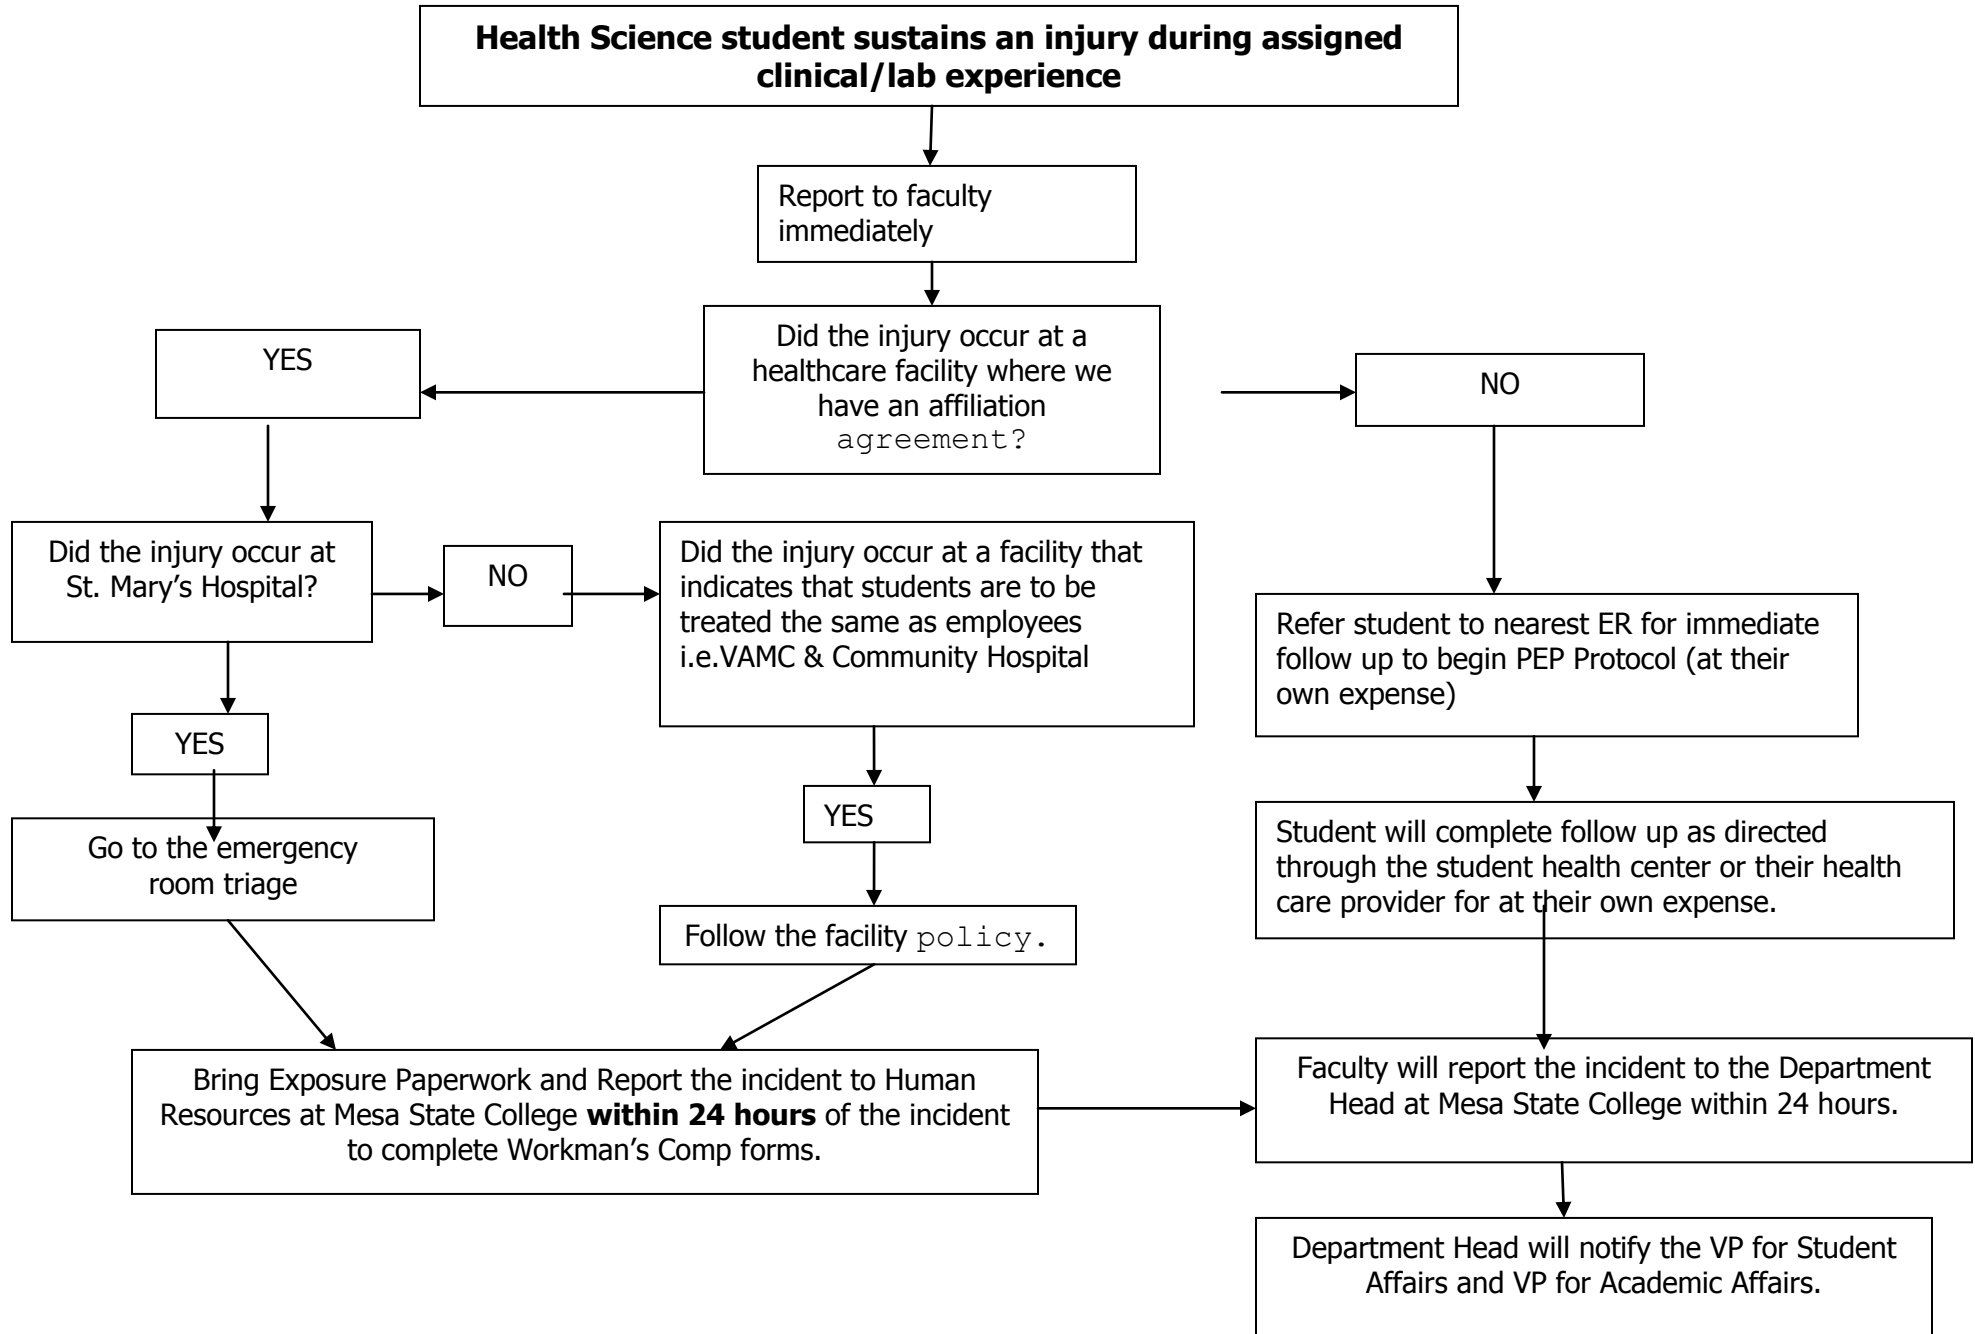 Health Science student sustains an injury during assigned
clinical/lab experience
Report to faculty
immediately
Did the injury occur at a
healthcare facility where we
have an affiliation
agreement?
YES
NO
Did the injury occur at
St. Mary’s Hospital?
NO
Did the injury occur at a facility that
indicates that students are to be
treated the same as employees
i.e.VAMC & Community Hospital
Refer student to nearest ER for immediate
follow up to begin PEP Protocol (at their
own expense)
YES
YES
Go to the emergency
room triage
Student will complete follow up as directed
through the student health center or their health
care provider for at their own expense.
Follow the facility policy.
Bring Exposure Paperwork and Report the incident to Human
Resources at Mesa State College within 24 hours of the incident
to complete Workman’s Comp forms.
Faculty will report the incident to the Department
Head at Mesa State College within 24 hours.
Department Head will notify the VP for Student
Affairs and VP for Academic Affairs.